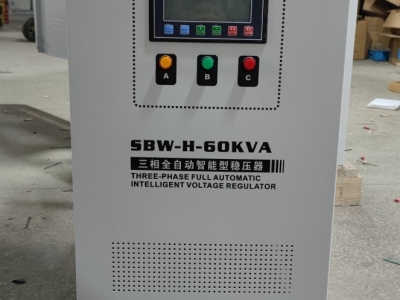 A B C
SBW-H-60KVA
三相全自动智能型稳压器
THREE-PHASE FULL AUTOMATIC
INTELLIGENT VOLTAGE REGULATOR